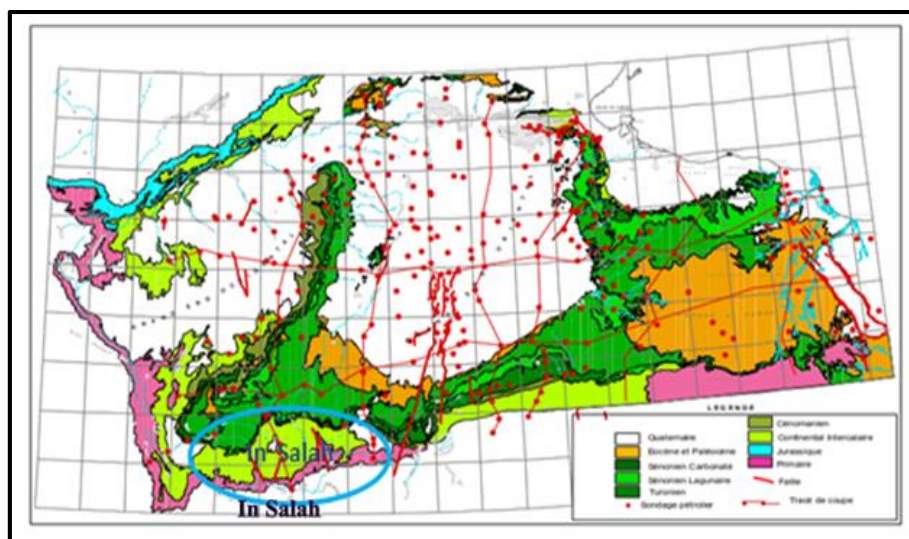 In-Salah
In Salah
LEGENDE
Quaternaire
Eocène et Paléocène
Sénonien Carbonaté
Sénonien Lagunaire
Turonien
Sondage pétrolier
Cénomanien
Continental Intercalaire
Jurassique
Primaire
Faille
Tracé de coupe